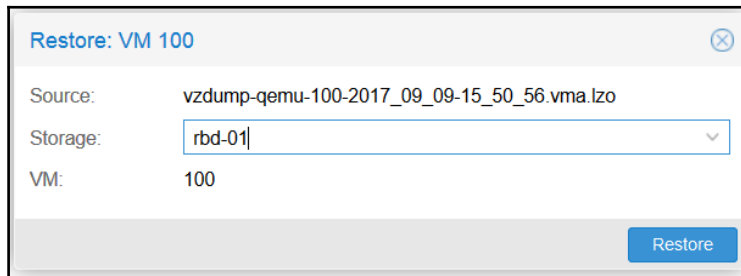 Restore: VM 100
Source: vzdump-qemu-100-2017_09_09-15_50_56.vma.lzo
Storage: rbd-01
VM: 100
Restore